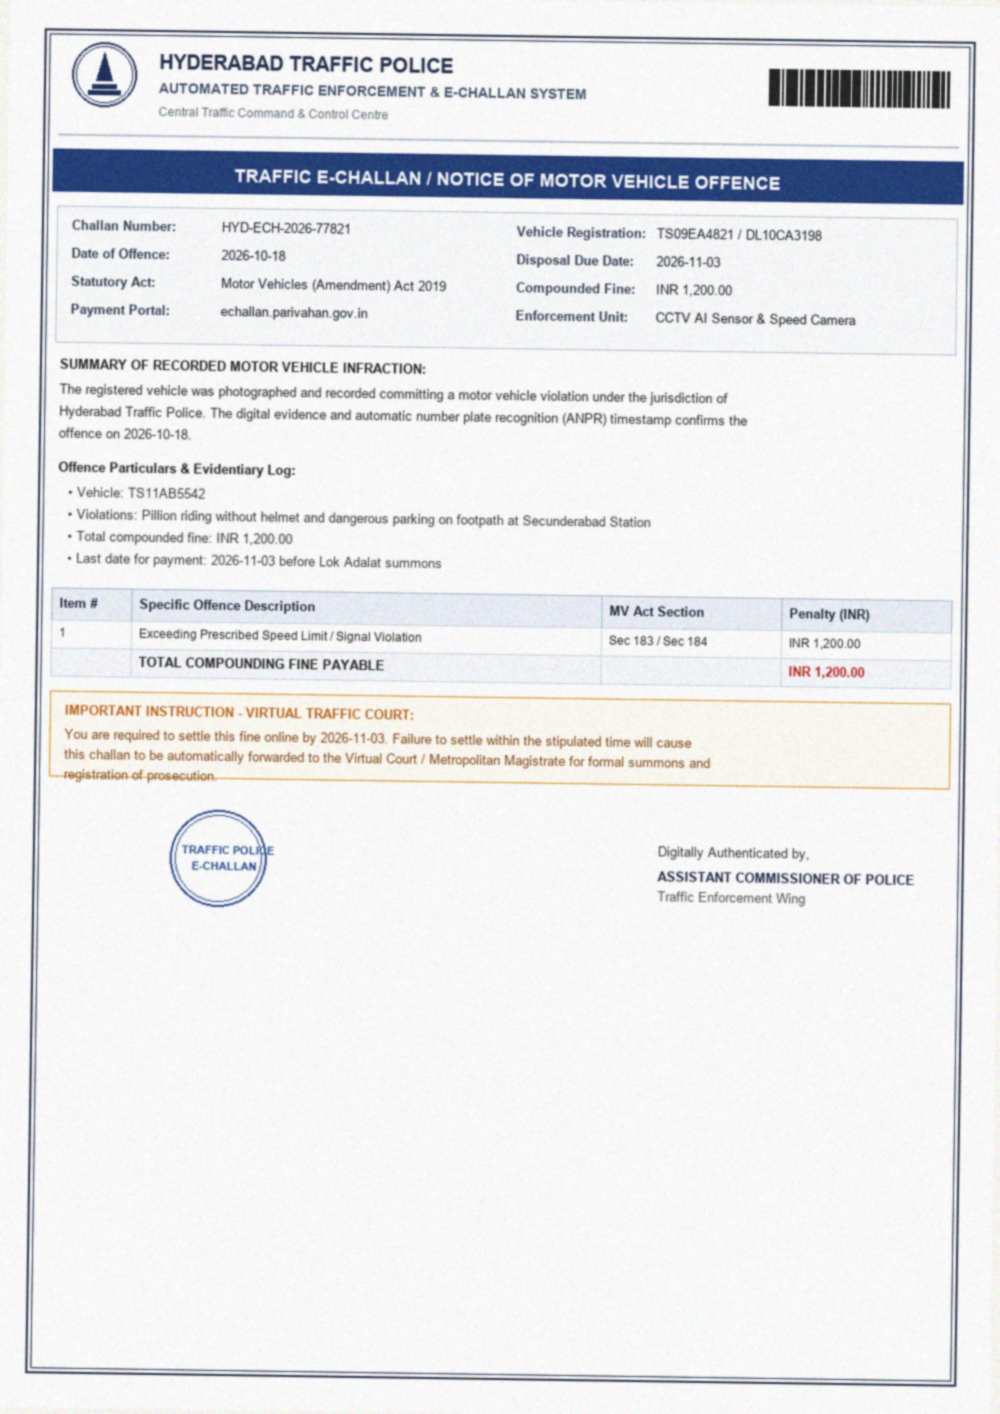 HYDERABAD TRAFFIC POLICE
AUTOMATED TRAFFIC ENFORCEMENT & E-CHALLAN SYSTEM
Central Traffic Command & Control Centre
TRAFFIC E-CHALLAN / NOTICE OF MOTOR VEHICLE OFFENCE
Challan Number: HYD-ECH-2026-77821
Vehicle Registration: TS09EA4821 / DL10CA3198
Date of Offence: 2026-10-18
Disposal Due Date: 2026-11-03
Statutory Act: Motor Vehicles (Amendment) Act 2019
Compounded Fine: INR 1,200.00
Payment Portal: echallan.parivahan.gov.in
Enforcement Unit: CCTV AI Sensor & Speed Camera
SUMMARY OF RECORDED MOTOR VEHICLE INFRACTION:
The registered vehicle was photographed and recorded committing a motor vehicle violation under the jurisdiction of
Hyderabad Traffic Police. The digital evidence and automatic number plate recognition (ANPR) timestamp confirms the
offence on 2026-10-18.
Offence Particulars & Evidentiary Log:
• Vehicle: TS11AB5542
• Violations: Pillion riding without helmet and dangerous parking on footpath at Secunderabad Station
• Total compounded fine: INR 1,200.00
• Last date for payment: 2026-11-03 before Lok Adalat summons
Item # Specific Offence Description MV Act Section Penalty (INR)
1 Exceeding Prescribed Speed Limit / Signal Violation Sec 183 / Sec 184 INR 1,200.00
TOTAL COMPOUNDING FINE PAYABLE INR 1,200.00
IMPORTANT INSTRUCTION - VIRTUAL TRAFFIC COURT:
You are required to settle this fine online by 2026-11-03. Failure to settle within the stipulated time will cause
this challan to be automatically forwarded to the Virtual Court / Metropolitan Magistrate for formal summons and
registration of prosecution.
TRAFFIC POLICE
E-CHALLAN
Digitally Authenticated by,
ASSISTANT COMMISSIONER OF POLICE
Traffic Enforcement Wing